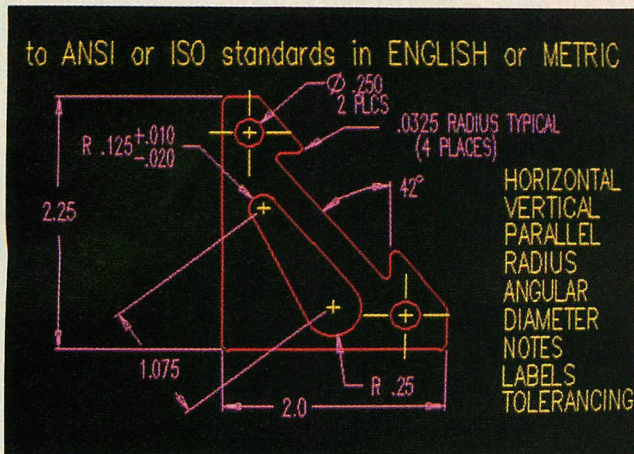 to ANSI or ISO standards in ENGLISH or METRIC
Ø .250
2 PLCS
.0325 RADIUS TYPICAL
(4 PLACES)
R .125 +.010
-.020
42°
2.25
1.075
R .25
2.0
HORIZONTAL
VERTICAL
PARALLEL
RADIUS
ANGULAR
DIAMETER
NOTES
LABELS
TOLERANCING